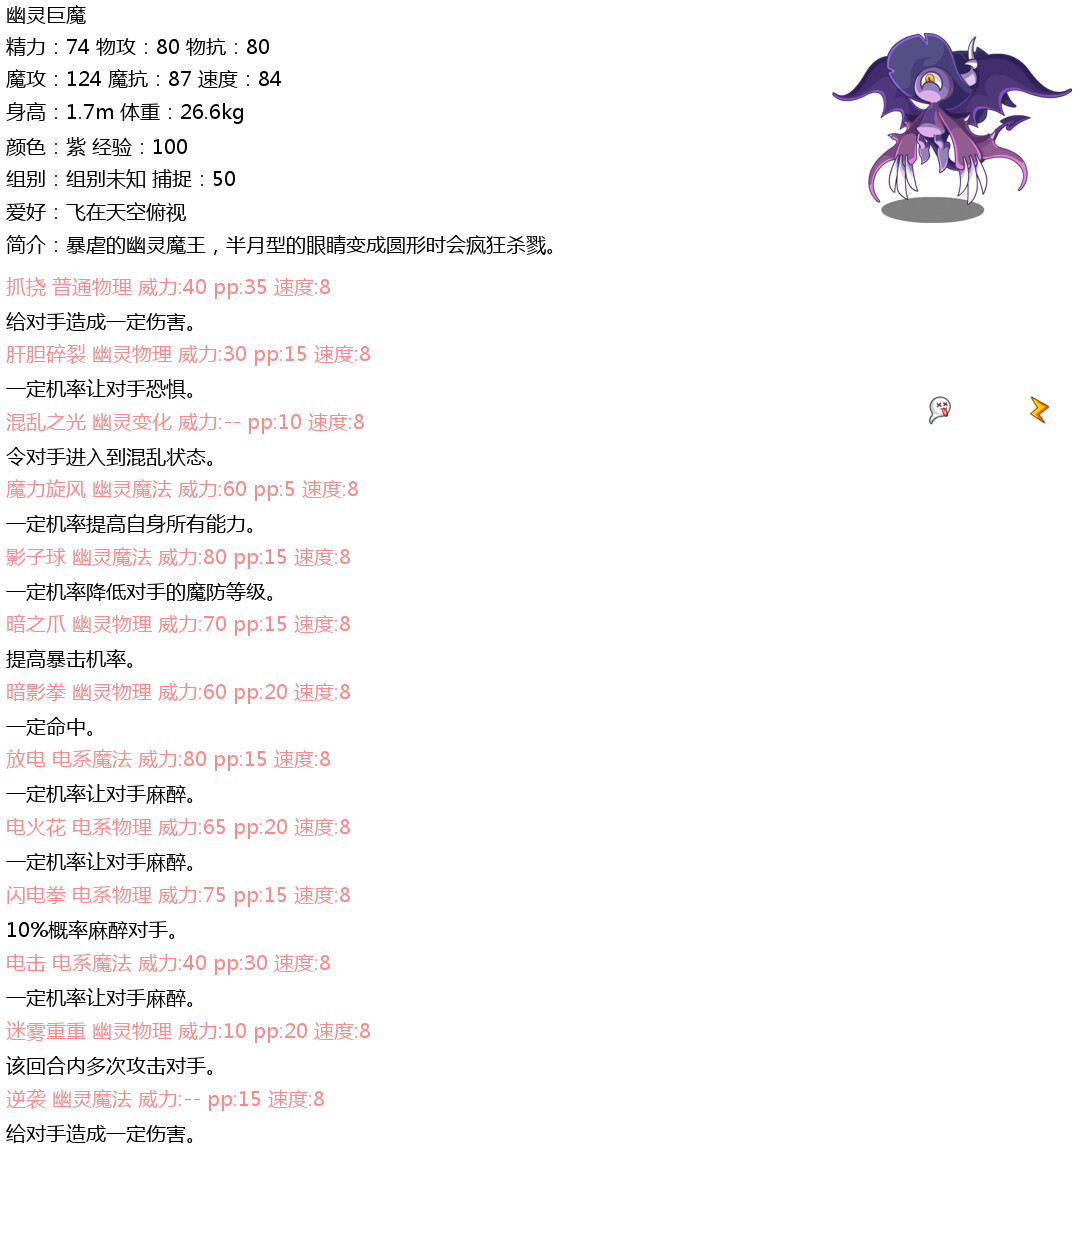 幽灵巨魔
精力：74 物攻：80 物抗：80
魔攻：124 魔抗：87 速度：84
身高：1.7m 体重：26.6kg
颜色：紫 经验：100
组别：组别未知 捕捉：50
爱好：飞在天空俯视
简介：暴虐的幽灵魔王，半月型的眼睛变成圆形时会疯狂杀戮。
抓挠 普通物理 威力:40 pp:35 速度:8
给对手造成一定伤害。
肝胆碎裂 幽灵物理 威力:30 pp:15 速度:8
一定机率让对手恐惧。
混乱之光 幽灵变化 威力:-- pp:10 速度:8
令对手进入到混乱状态。
魔力旋风 幽灵魔法 威力:60 pp:5 速度:8
一定机率提高自身所有能力。
影子球 幽灵魔法 威力:80 pp:15 速度:8
一定机率降低对手的魔防等级。
暗之爪 幽灵物理 威力:70 pp:15 速度:8
提高暴击机率。
暗影拳 幽灵物理 威力:60 pp:20 速度:8
一定命中。
放电 电系魔法 威力:80 pp:15 速度:8
一定机率让对手麻醉。
电火花 电系物理 威力:65 pp:20 速度:8
一定机率让对手麻醉。
闪电拳 电系物理 威力:75 pp:15 速度:8
10%概率麻醉对手。
电击 电系魔法 威力:40 pp:30 速度:8
一定机率让对手麻醉。
迷雾重重 幽灵物理 威力:10 pp:20 速度:8
该回合内多次攻击对手。
逆袭 幽灵魔法 威力:-- pp:15 速度:8
给对手造成一定伤害。